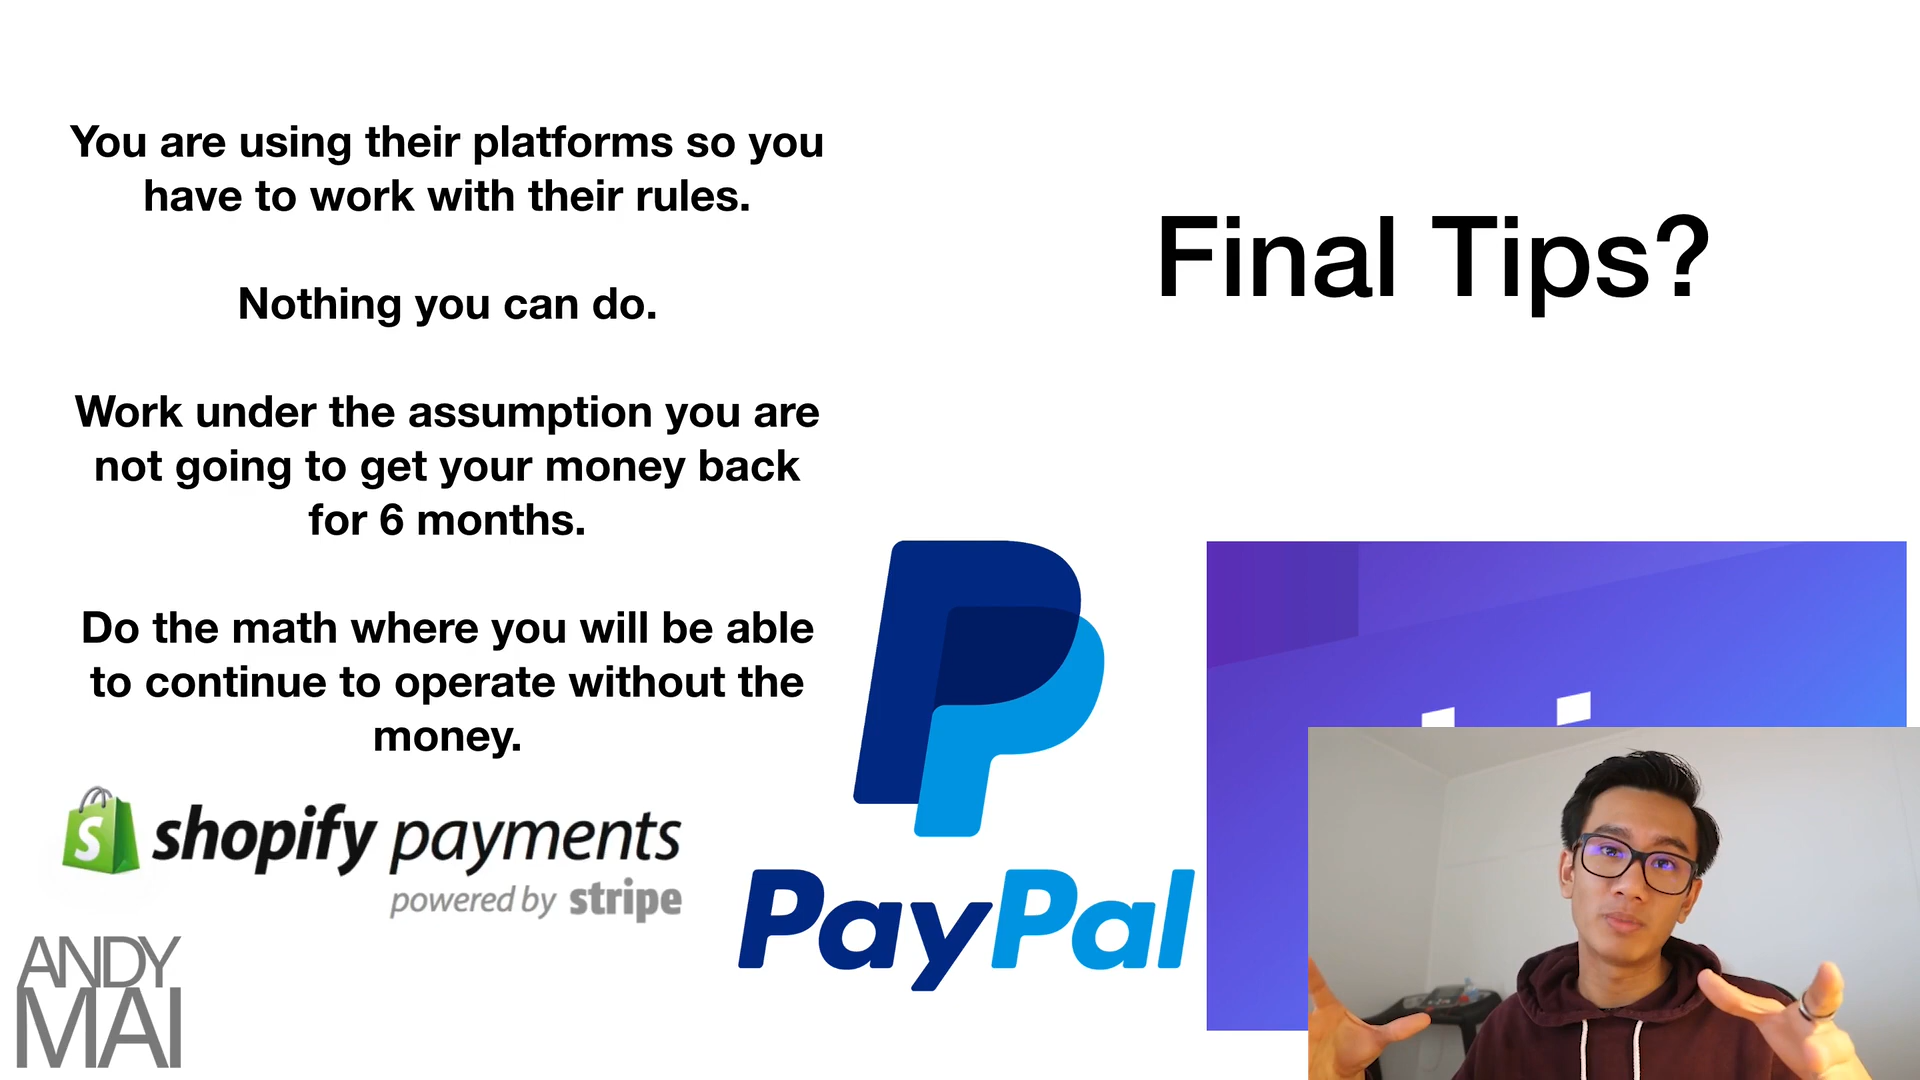 You are using their platforms so you
have to work with their rules.
Nothing you can do.
Work under the assumption you are
not going to get your money back
for 6 months.
Do the math where you will be able
to continue to operate without the
money.
Final Tips?
shopify payments
powered by stripe
PayPal
ANDY
MAI